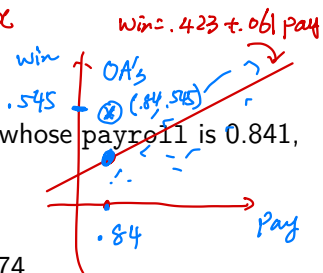 win = .423 + .061 pay
win
OA's
.545
(.84, .545)
whose payroll is 0.841,
pay
.84
74